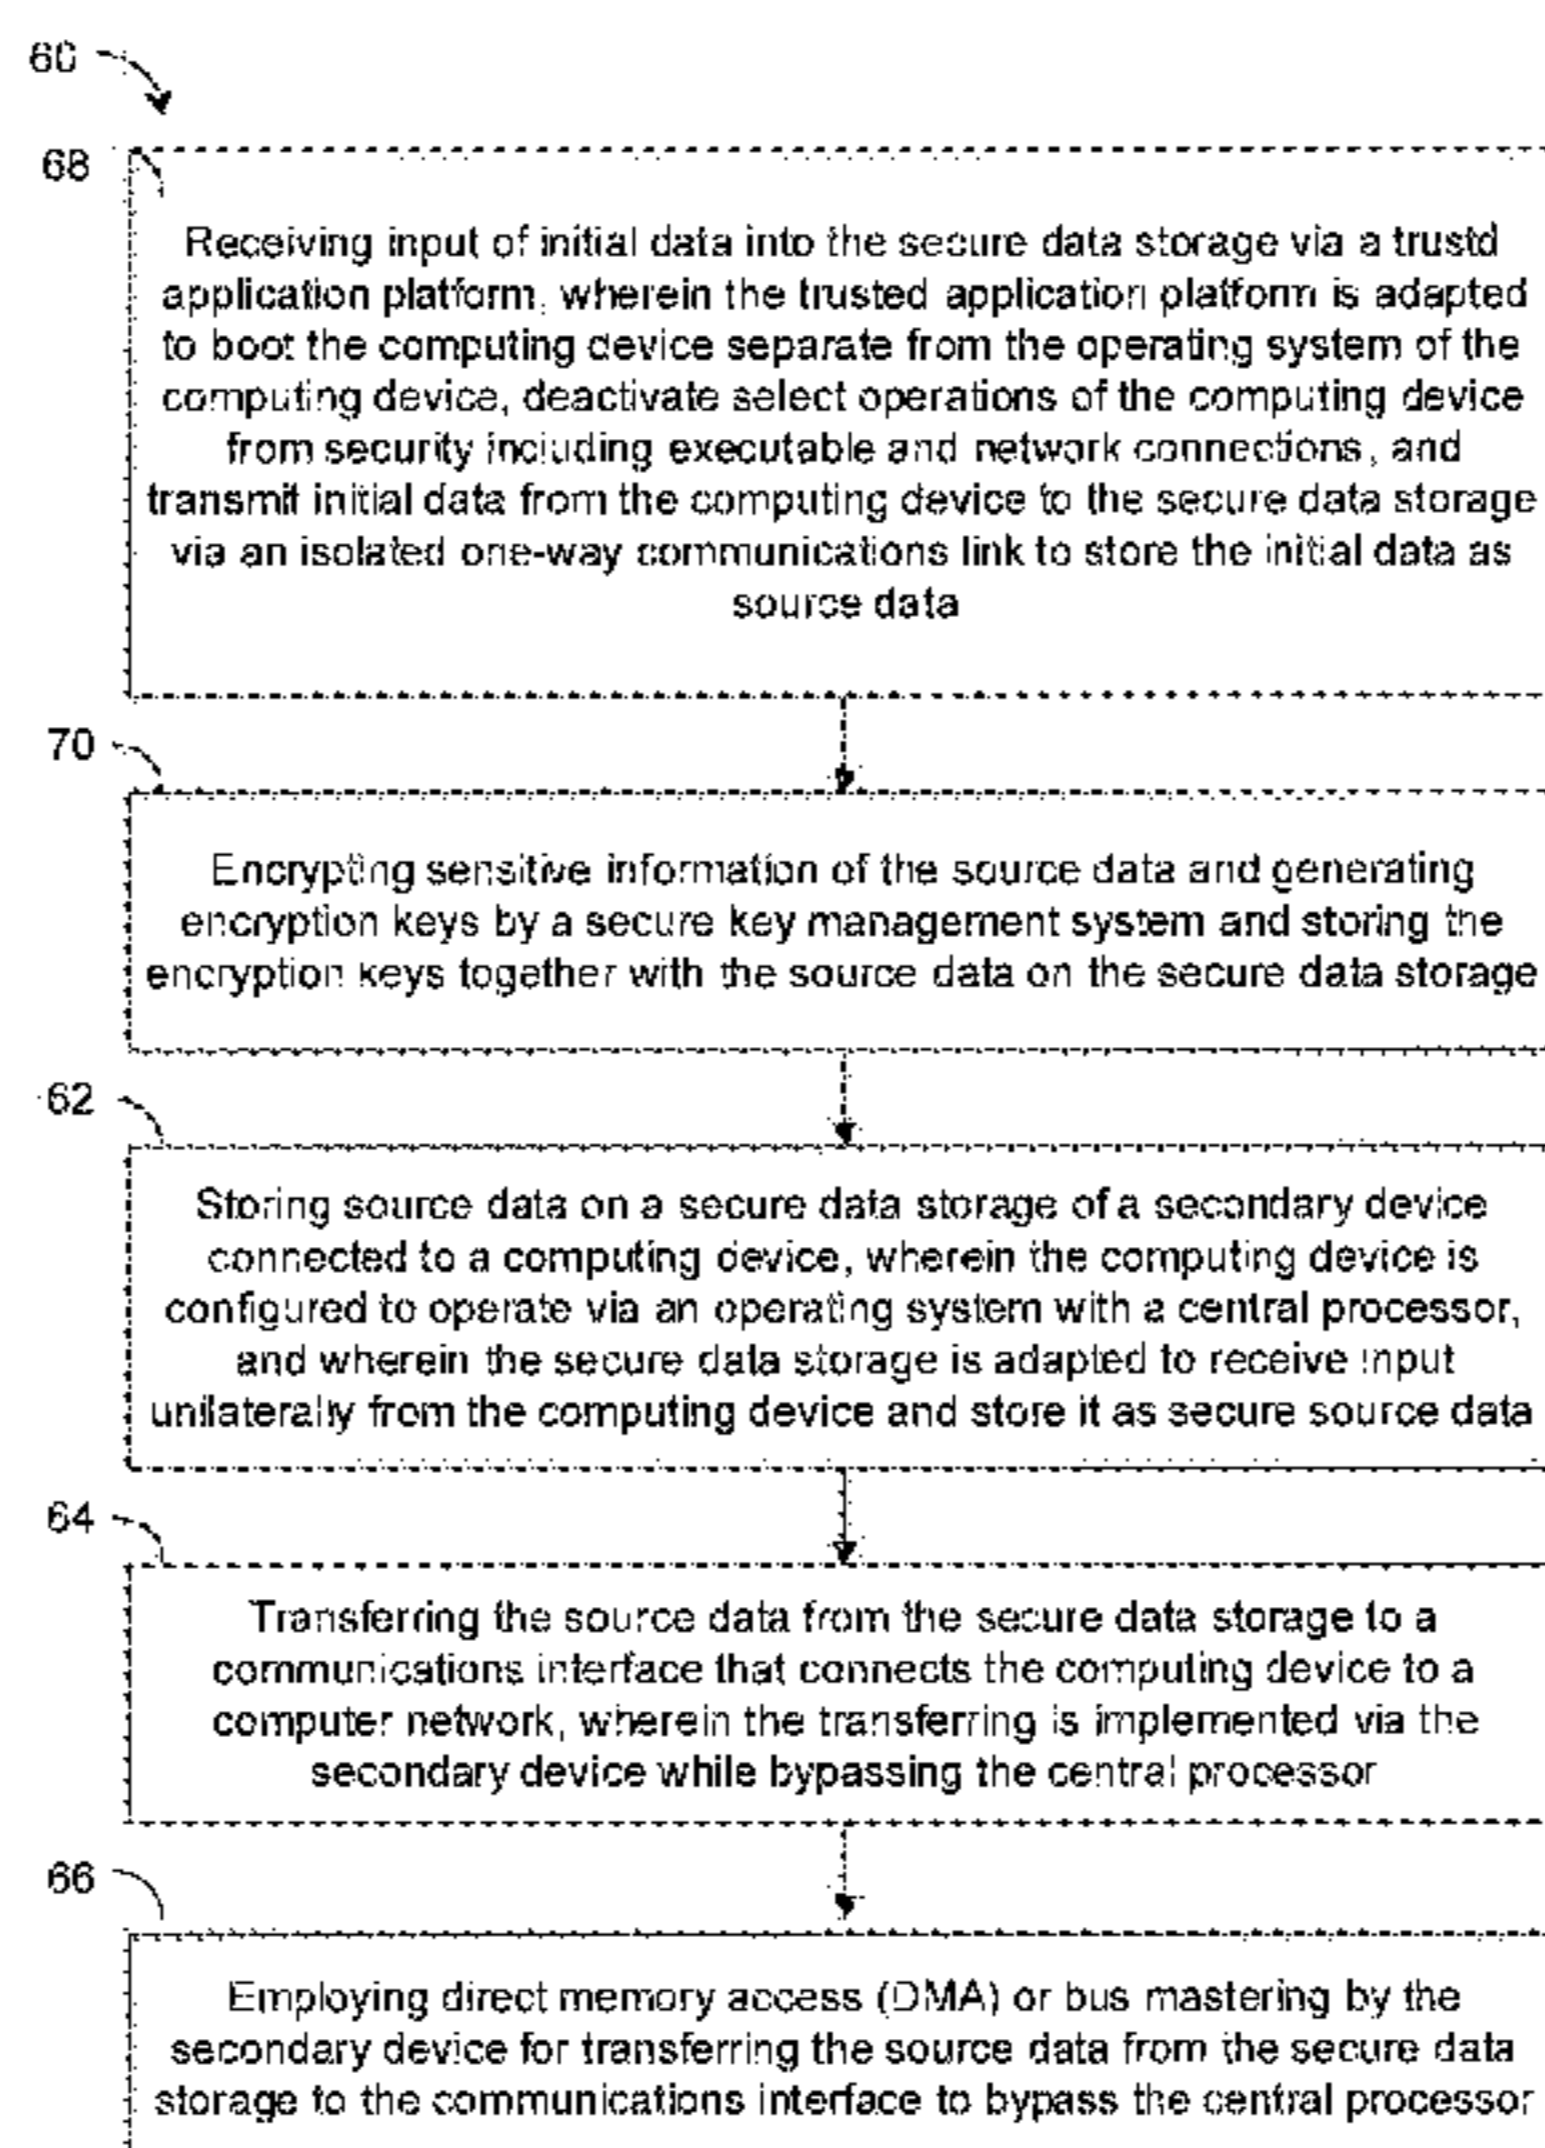 60
68
Receiving input of initial data into the secure data storage via a trustd
application platform, wherein the trusted application platform is adapted
to boot the computing device separate from the operating system of the
computing device, deactivate select operations of the computing device
from security including executable and network connections, and
transmit initial data from the computing device to the secure data storage
via an isolated one-way communications link to store the initial data as
source data
70
Encrypting sensitive information of the source data and generating
encryption keys by a secure key management system and storing the
encryption keys together with the source data on the secure data storage
62
Storing source data on a secure data storage of a secondary device
connected to a computing device, wherein the computing device is
configured to operate via an operating system with a central processor,
and wherein the secure data storage is adapted to receive input
unilaterally from the computing device and store it as secure source data
64
Transferring the source data from the secure data storage to a
communications interface that connects the computing device to a
computer network, wherein the transferring is implemented via the
secondary device while bypassing the central processor
66
Employing direct memory access (DMA) or bus mastering by the
secondary device for transferring the source data from the secure data
storage to the communications interface to bypass the central processor